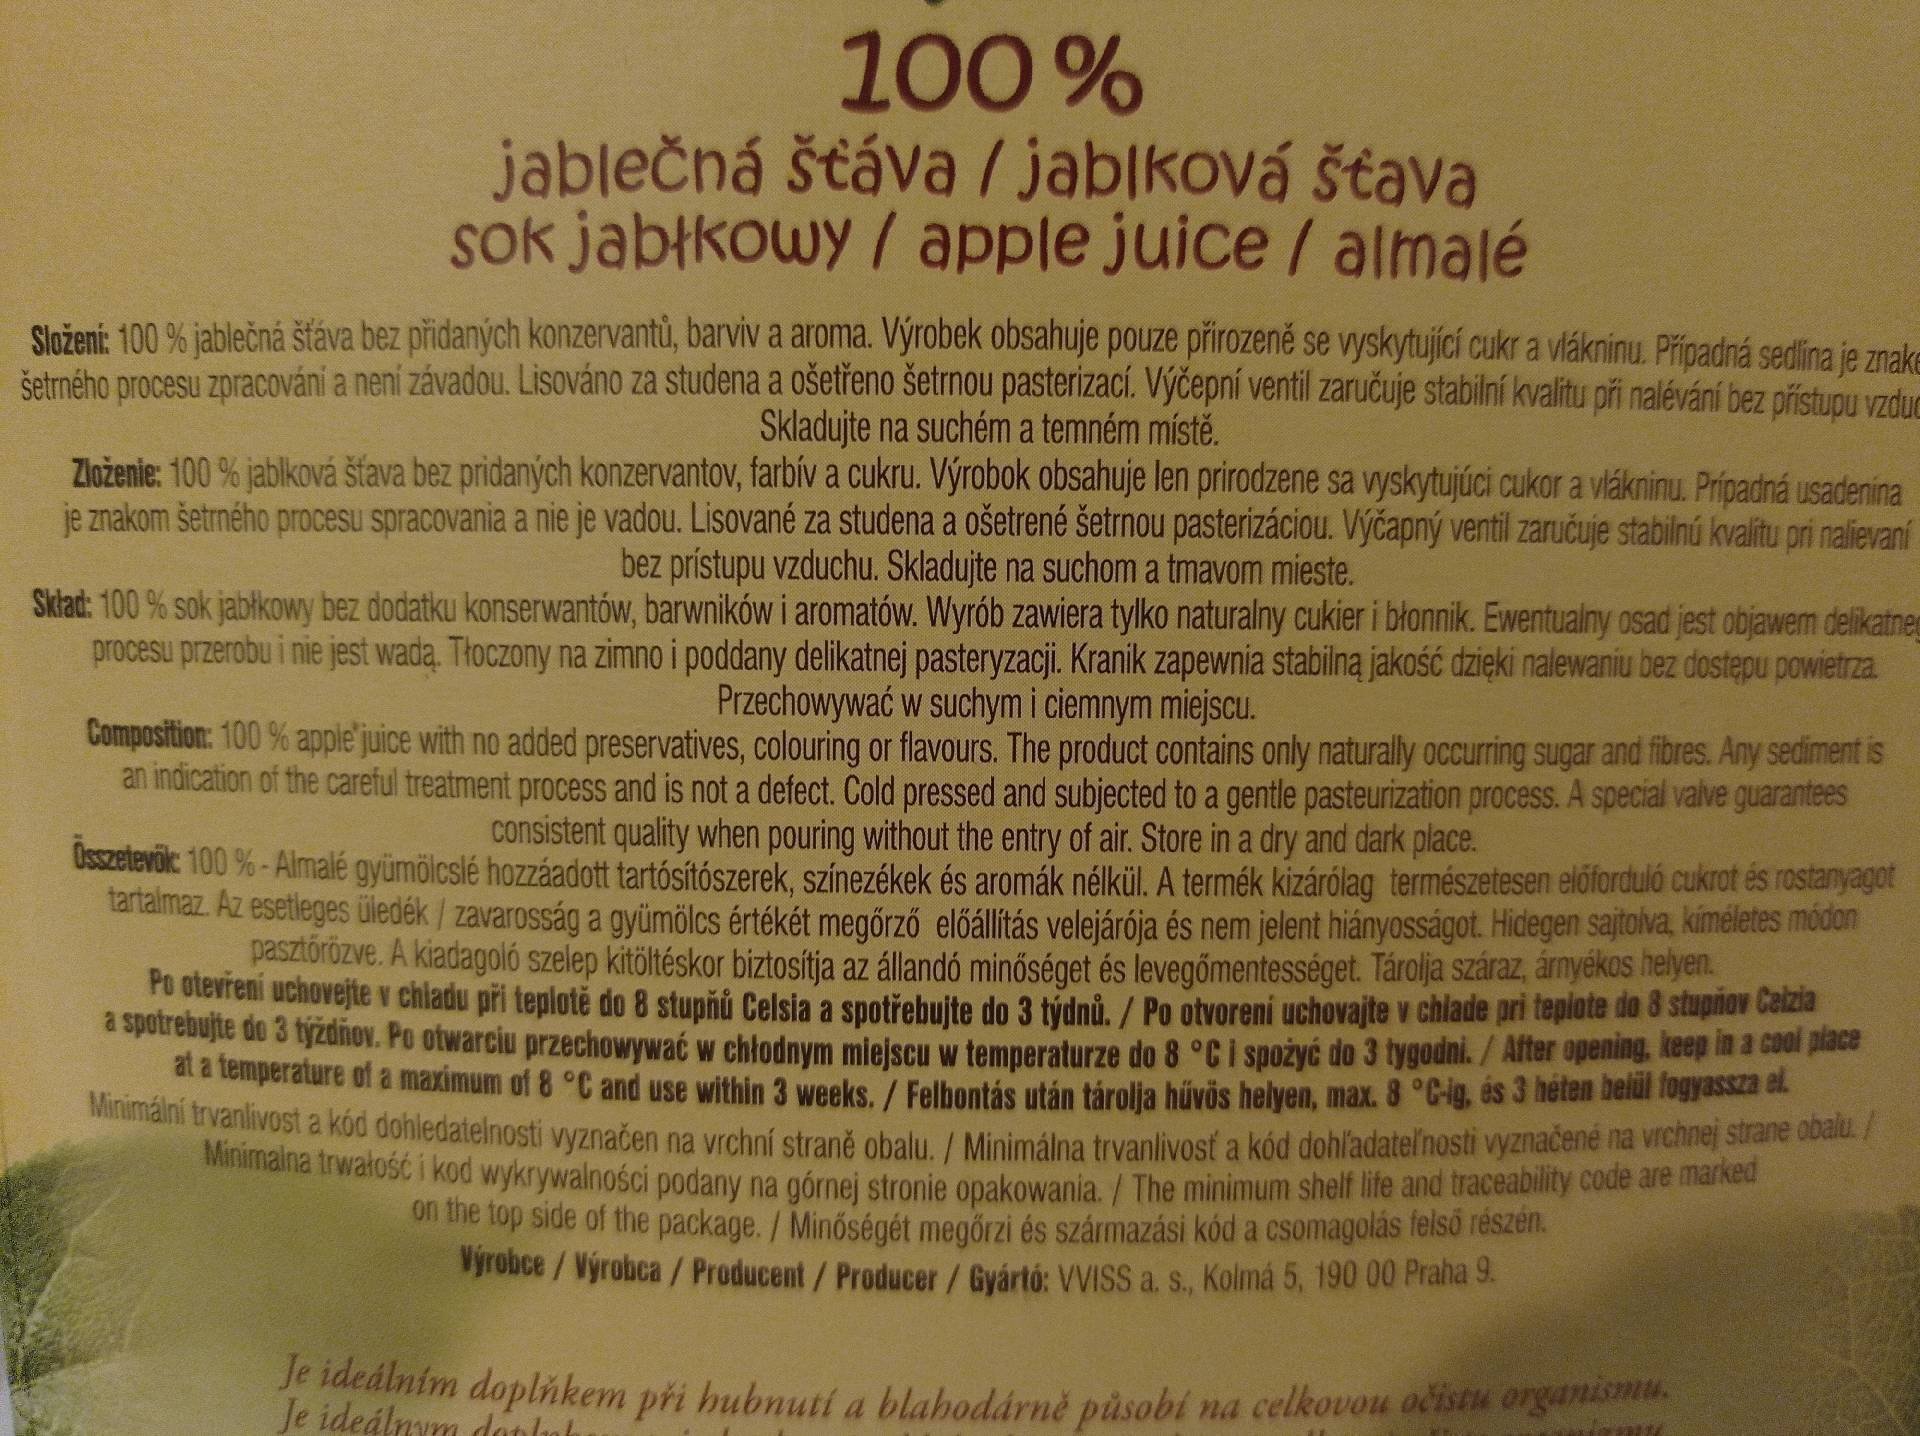 100 %
jablečná šťáva / jablková šťava
sok jabłkowy / apple juice / almalé
Složení: 100 % jablečná šťáva bez přidaných konzervantů, barviv a aroma. Výrobek obsahuje pouze přirozeně se vyskytující cukr a vlákninu. Případná sedlina je znake
šetrného procesu zpracování a není závadou. Lisováno za studena a ošetřeno šetrnou pasterizací. Výčepní ventil zaručuje stabilní kvalitu při nalévání bez přístupu vzduc
Skladujte na suchém a temném místě.
Zloženie: 100 % jablková šťava bez pridaných konzervantov, farbív a cukru. Výrobok obsahuje len prirodzene sa vyskytujúci cukor a vlákninu. Prípadná usadenina
je znakom šetrného procesu spracovania a nie je vadou. Lisované za studena a ošetrené šetrnou pasterizáciou. Výčapný ventil zaručuje stabilnú kvalitu pri nalievaní
bez prístupu vzduchu. Skladujte na suchom a tmavom mieste.
Skład: 100 % sok jabłkowy bez dodatku konserwantów, barwników i aromatów. Wyrób zawiera tylko naturalny cukier i błonnik. Ewentualny osad jest objawem delikatneg
procesu przerobu i nie jest wadą. Tłoczony na zimno i poddany delikatnej pasteryzacji. Kranik zapewnia stabilną jakość dzięki nalewaniu bez dostępu powietrza.
Przechowywać w suchym i ciemnym miejscu.
Composition: 100 % apple juice with no added preservatives, colouring or flavours. The product contains only naturally occurring sugar and fibres. Any sediment is
an indication of the careful treatment process and is not a defect. Cold pressed and subjected to a gentle pasteurization process. A special valve guarantees
consistent quality when pouring without the entry of air. Store in a dry and dark place.
Összetevök: 100 % - Almalé gyümölcslé hozzáadott tartósítószerek, színezékek és aromák nélkül. A termék kizárólag természetesen előforduló cukrot és rostanyagot
tartalmaz. Az esetleges üledék / zavarosság a gyümölcs értékét megőrző előállítás velejárója és nem jelent hiányosságot. Hidegen sajtolva, kíméletes módon
pasztőrözve. A kiadagoló szelep kitöltéskor biztosítja az állandó minőséget és levegőmentességet. Tárolja száraz, árnyékos helyen.
Po otevření uchovejte v chladu při teplotě do 8 stupňů Celsia a spotřebujte do 3 týdnů. / Po otvorení uchovajte v chlade pri teplote do 8 stupňov Celzia
a spotrebujte do 3 týždňov. Po otwarciu przechowywać w chłodnym miejscu w temperaturze do 8 °C i spożyć do 3 tygodni. / After opening, keep in a cool place
at a temperature of a maximum of 8 °C and use within 3 weeks. / Felbontás után tárolja hűvös helyen, max. 8 °C-ig, és 3 héten belül fogyassza el.
Minimální trvanlivost a kód dohledatelnosti vyznačen na vrchní straně obalu. / Minimálna trvanlivosť a kód dohľadateľnosti vyznačené na vrchnej strane obalu. /
Minimalna trwałość i kod wykrywalności podany na górnej stronie opakowania. / The minimum shelf life and traceability code are marked
on the top side of the package. / Minőségét megőrzi és származási kód a csomagolás felső részén.
Výrobce / Výrobca / Producent / Producer / Gyártó: VVISS a. s., Kolmá 5, 190 00 Praha 9.
Je ideálním doplňkem při hubnutí a blahodárně působí na celkovou očistu organismu.
Je ideálnym